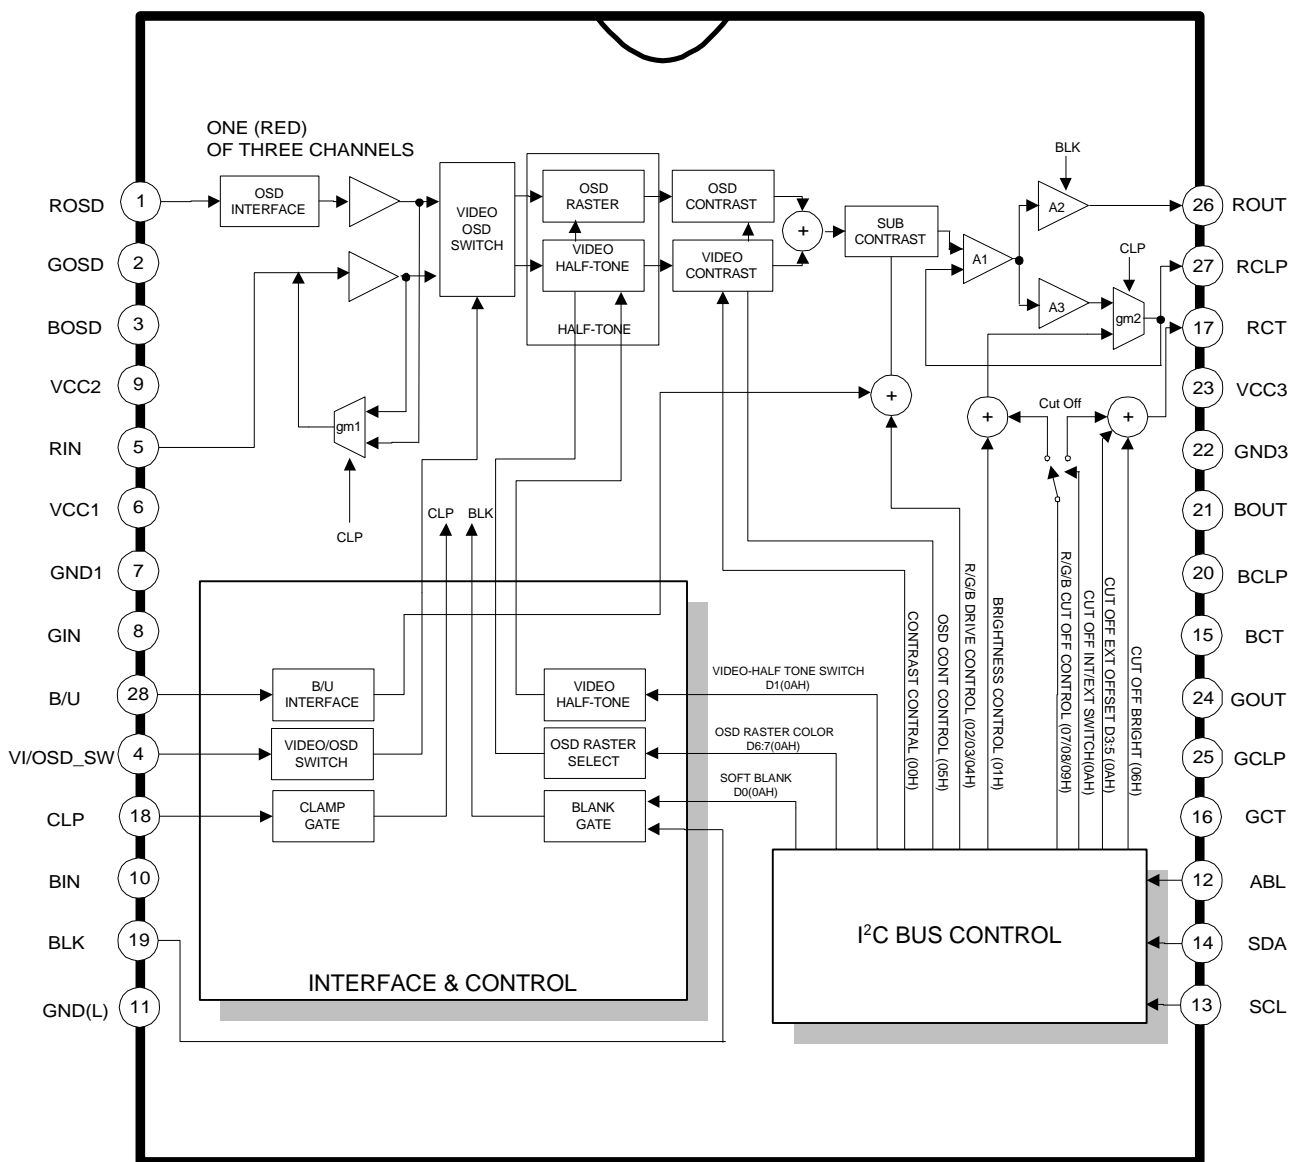 ONE (RED)
OF THREE CHANNELS
ROSD
1
GOSD
2
BOSD
3
VCC2
9
RIN
5
VCC1
6
GND1
7
GIN
8
B/U
28
VI/OSD_SW
4
CLP
18
BIN
10
BLK
19
GND(L)
11
OSD
INTERFACE
VIDEO
OSD
SWITCH
OSD
RASTER
VIDEO
HALF-TONE
HALF-TONE
OSD
CONTRAST
VIDEO
CONTRAST
+
SUB
CONTRAST
A1
BLK
A2
A3
CLP
gm2
gm1
CLP
CLP
BLK
+
+
Cut Off
+
B/U
INTERFACE
VIDEO/OSD
SWITCH
CLAMP
GATE
VIDEO
HALF-TONE
OSD RASTER
SELECT
BLANK
GATE
INTERFACE & CONTROL
VIDEO-HALF TONE SWITCH
D1(0AH)
OSD RASTER COLOR
D6:7(0AH)
SOFT BLANK
D0(0AH)
CONTRAST CONTRAL (00H)
OSD CONT CONTROL (05H)
R/G/B DRIVE CONTROL (02/03/04H)
BRIGHTNESS CONTROL (01H)
R/G/B CUT OFF CONTROL (07/08/09H)
CUT OFF INT/EXT SWITCH(0AH)
CUT OFF EXT OFFSET D3:5 (0AH)
CUT OFF BRIGHT (06H)
I²C BUS CONTROL
26
ROUT
27
RCLP
17
RCT
23
VCC3
22
GND3
21
BOUT
20
BCLP
15
BCT
24
GOUT
25
GCLP
16
GCT
12
ABL
14
SDA
13
SCL